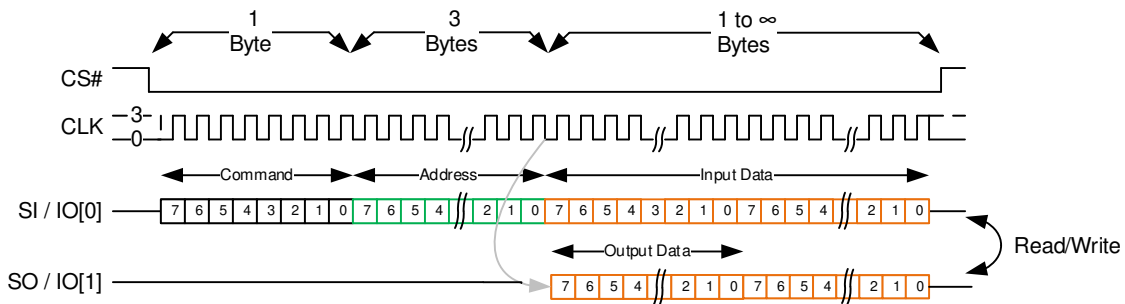 1 Byte
3 Bytes
1 to ∞ Bytes
CS#
CLK
3
0
Command
Address
Input Data
SI / IO[0]
7 6 5 4 3 2 1 0 7 6 5 4 2 1 0 7 6 5 4 3 2 1 0 7 6 5 4 2 1 0
Output Data
Read/Write
SO / IO[1]
7 6 5 4 2 1 0 7 6 5 4 2 1 0